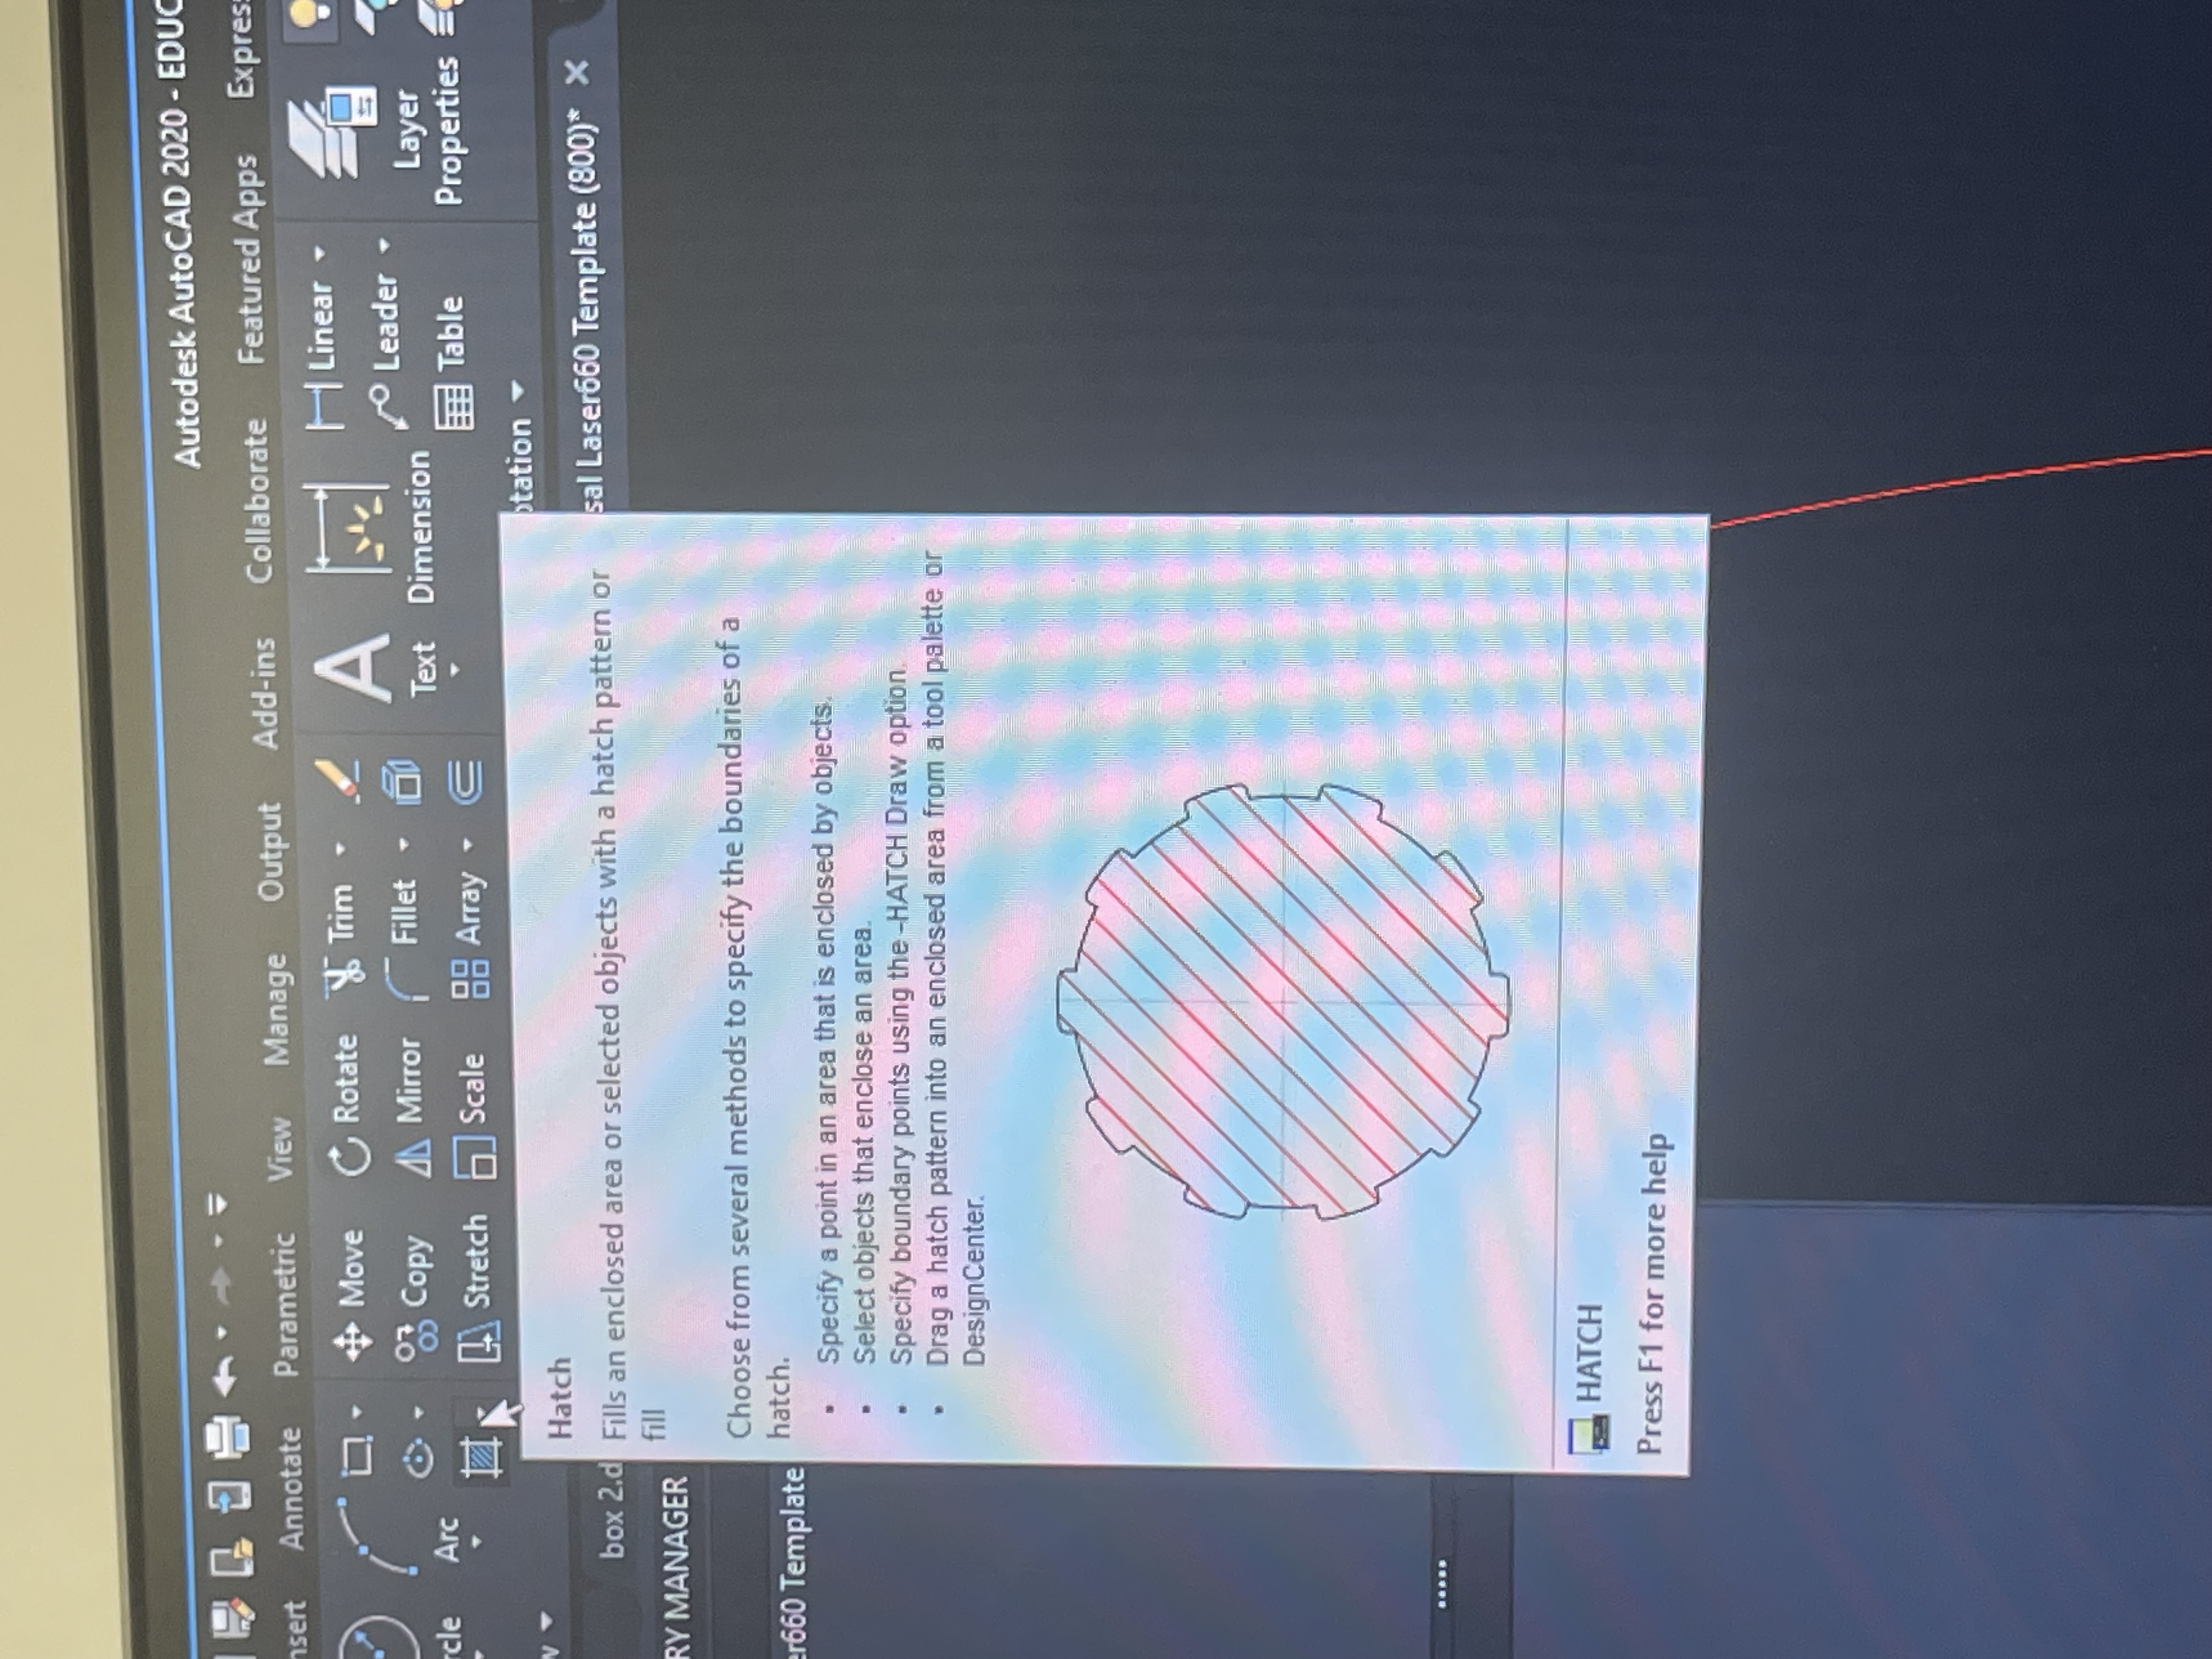 Autodesk AutoCAD 2020 - EDUC
nsert Annotate Parametric View Manage Output Add-ins Collaborate Featured Apps Express
Move Rotate Trim Linear
Copy Mirror Fillet Leader
rcle Arc Text Dimension Layer
Stretch Scale Array Table Properties
otation
box 2.d
sal Laser660 Template (800)*
RY MANAGER
er660 Template
Hatch
Fills an enclosed area or selected objects with a hatch pattern or
fill
Choose from several methods to specify the boundaries of a
hatch.
• Specify a point in an area that is enclosed by objects.
• Select objects that enclose an area.
• Specify boundary points using the -HATCH Draw option.
• Drag a hatch pattern into an enclosed area from a tool palette or
DesignCenter.
HATCH
Press F1 for more help